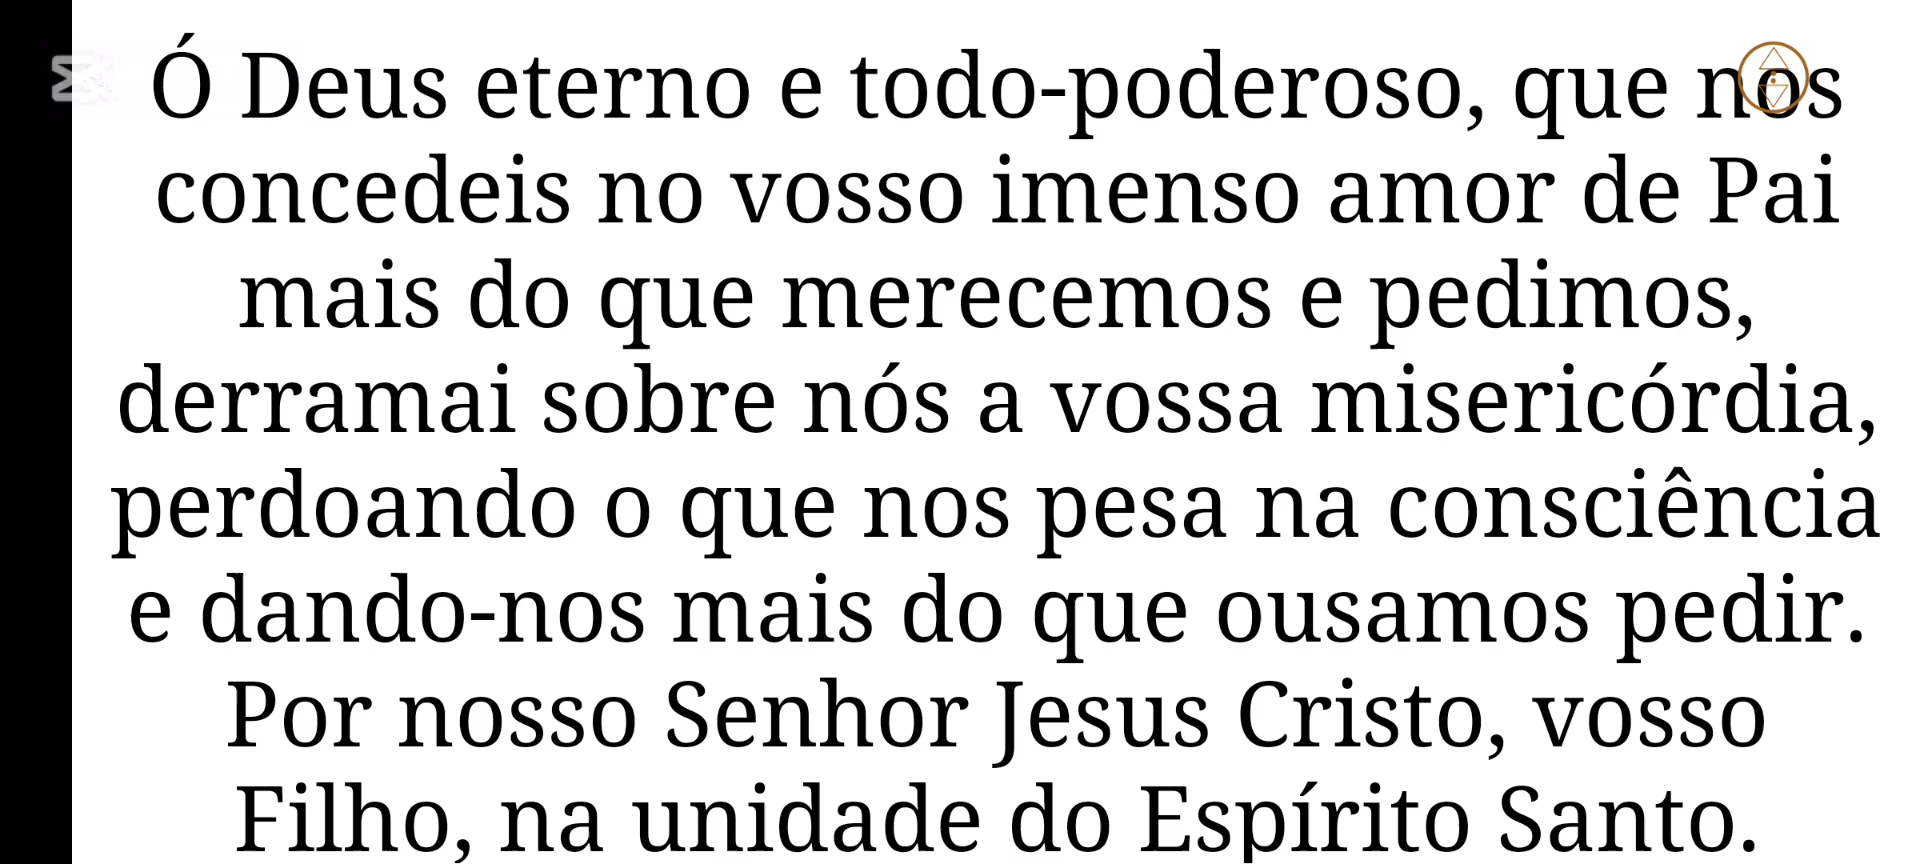 Ó Deus eterno e todo-poderoso, que nos
concedeis no vosso imenso amor de Pai
mais do que merecemos e pedimos,
derramai sobre nós a vossa misericórdia,
perdoando o que nos pesa na consciência
e dando-nos mais do que ousamos pedir.
Por nosso Senhor Jesus Cristo, vosso
Filho, na unidade do Espírito Santo.